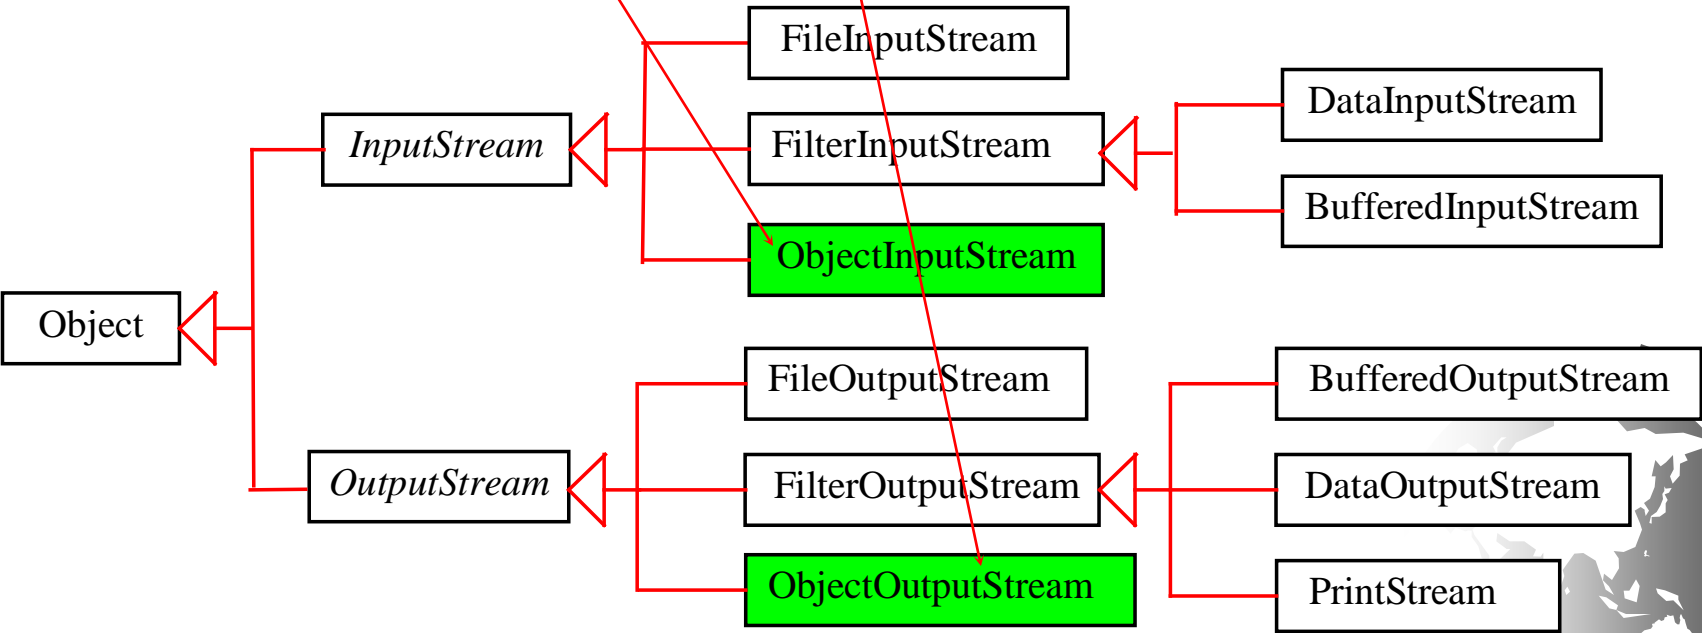 FileInputStream
DataInputStream
InputStream
FilterInputStream
BufferedInputStream
ObjectInputStream
Object
FileOutputStream
BufferedOutputStream
OutputStream
FilterOutputStream
DataOutputStream
ObjectOutputStream
PrintStream